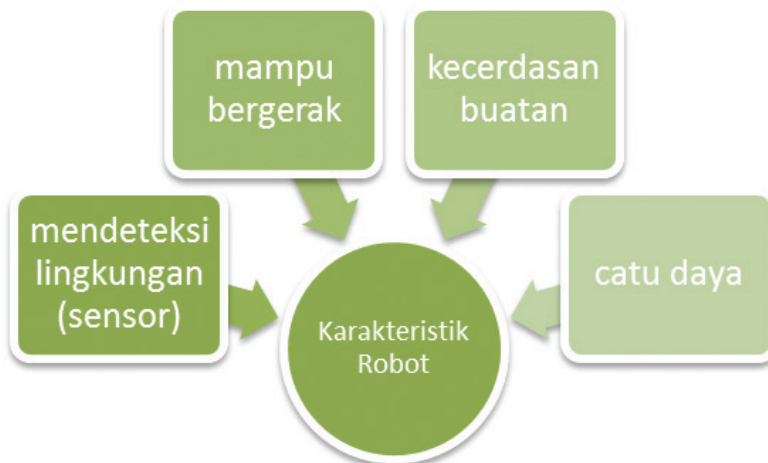 mampu
bergerak
kecerdasan
buatan
mendeteksi
lingkungan
(sensor)
catu daya
Karakteristik
Robot